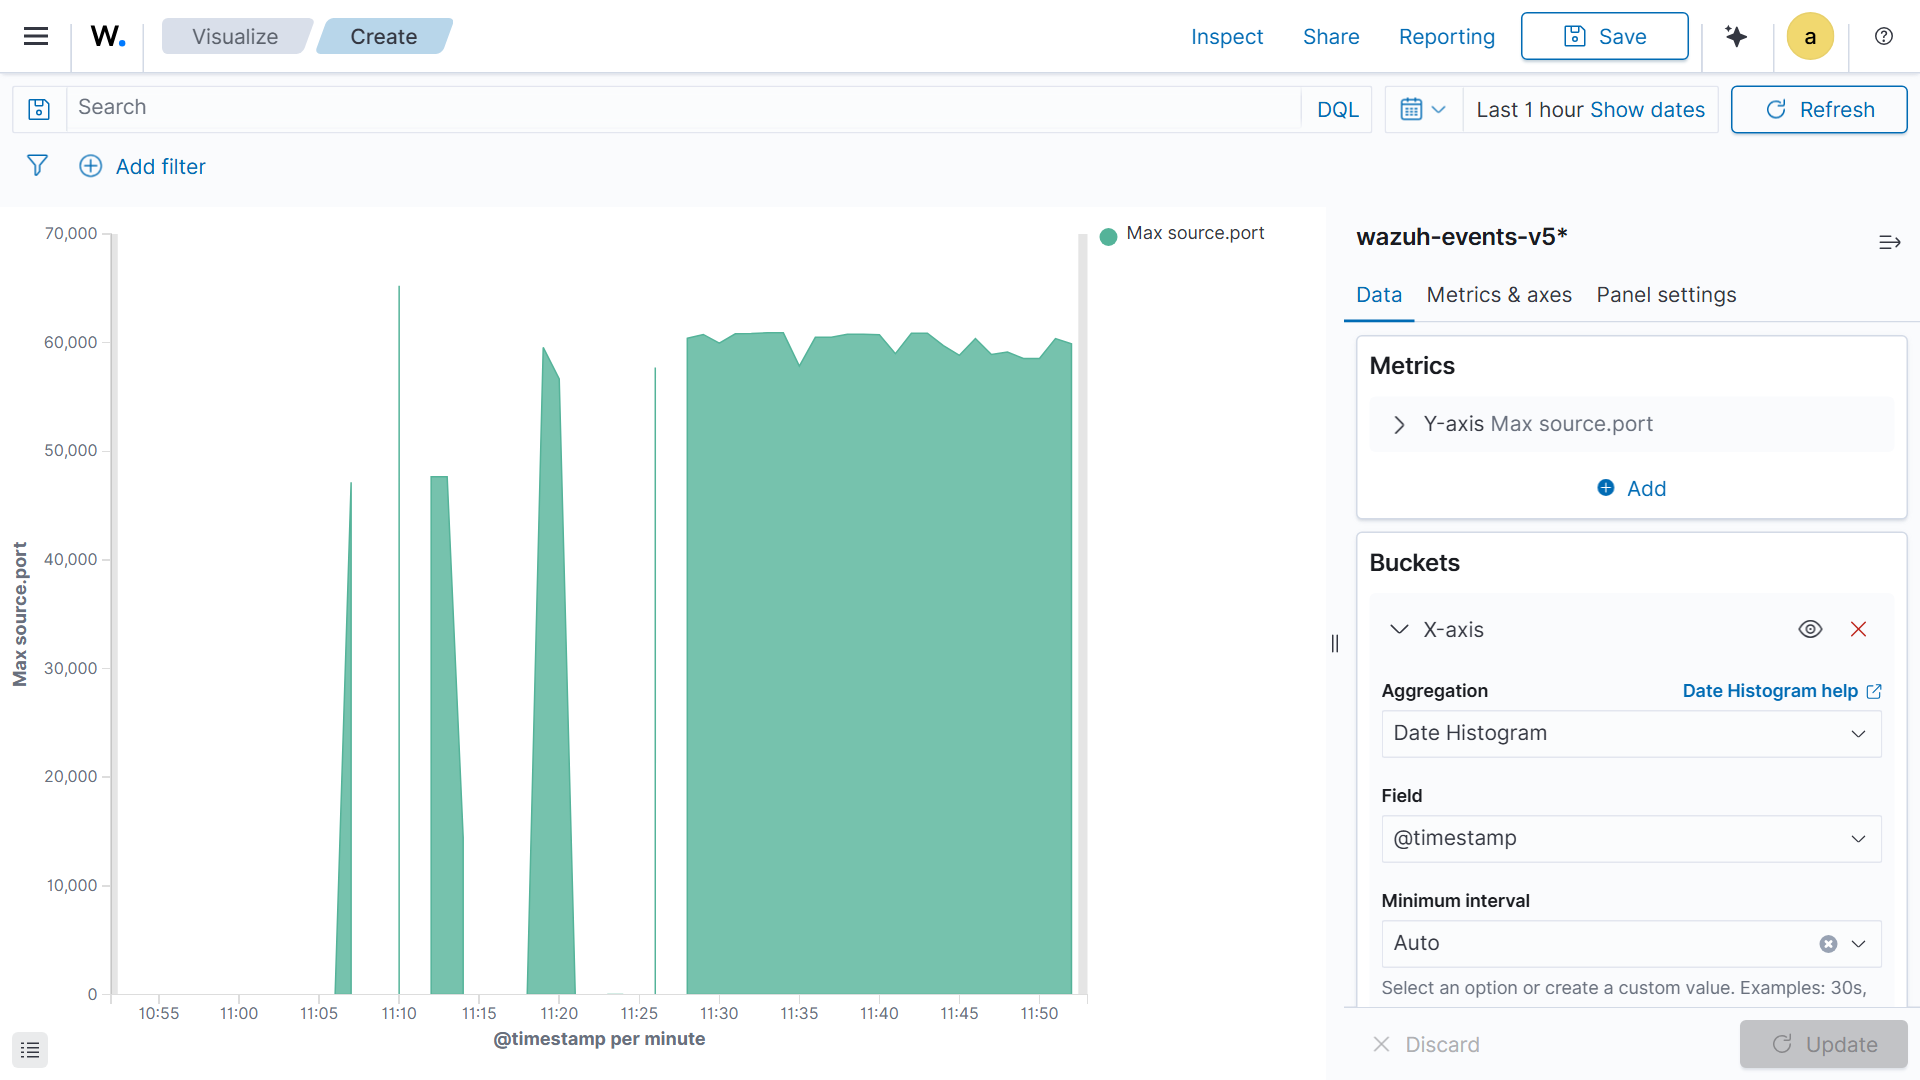 W.
Visualize
Create
Inspect
Share
Reporting
Save
a
Search
DQL
Last 1 hour Show dates
Refresh
Add filter
70,000
60,000
50,000
40,000
30,000
20,000
10,000
0
Max source.port
10:55
11:00
11:05
11:10
11:15
11:20
11:25
11:30
11:35
11:40
11:45
11:50
@timestamp per minute
Max source.port
wazuh-events-v5*
Data
Metrics & axes
Panel settings
Metrics
Y-axis Max source.port
Add
Buckets
X-axis
Aggregation
Date Histogram help
Date Histogram
Field
@timestamp
Minimum interval
Auto
Select an option or create a custom value. Examples: 30s,
Discard
Update